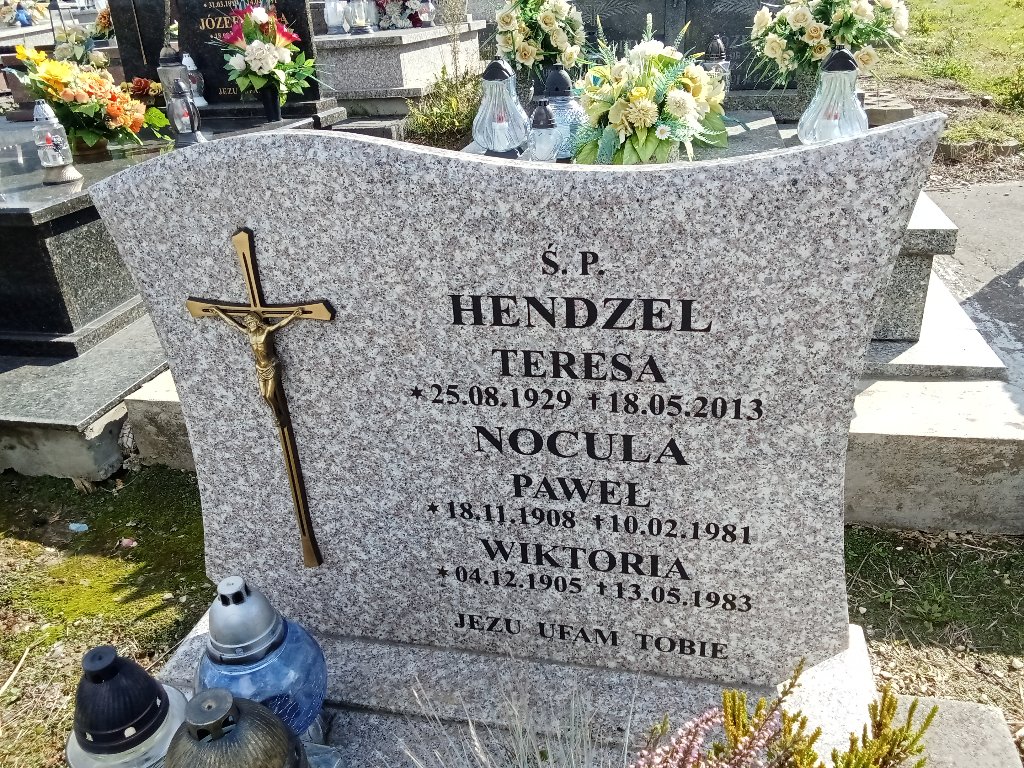 Ś. P.
HENDZEL
TERESA
*25.08.1929 †18.05.2013
NOCULA
PAWEŁ
*18.11.1908 †10.02.1981
WIKTORIA
*04.12.1905 †13.05.1983
JEZU UFAM TOBIE